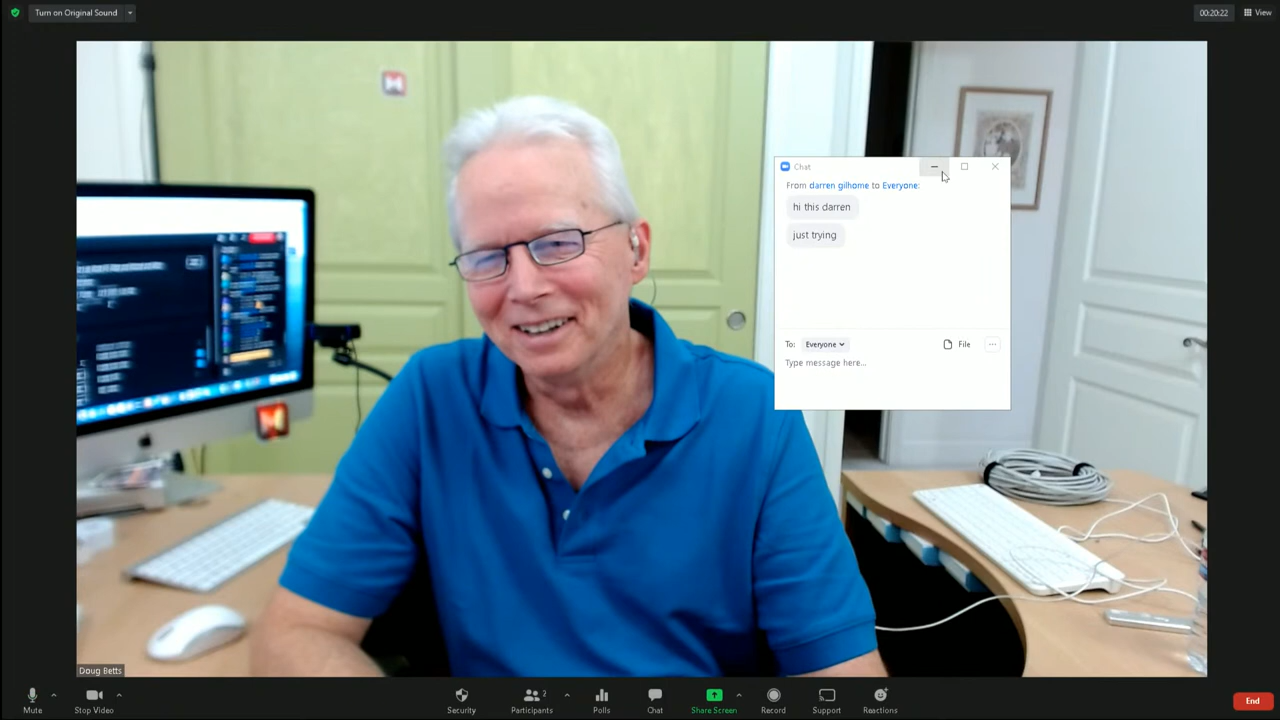 Turn on Original Sound
00:20:22
View
Chat
From darren gilhome to Everyone:
hi this darren
just trying
To: Everyone
File
Type message here...
Doug Betts
Mute
Stop Video
Security
Participants
2
Polls
Chat
Share Screen
Record
Support
Reactions
End